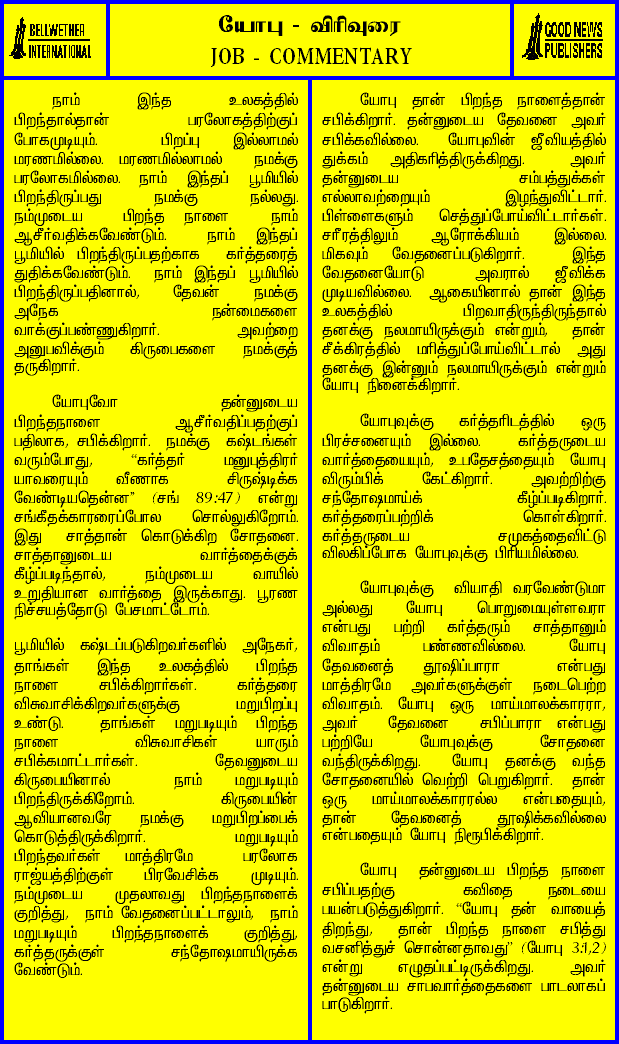 BELLWETHER
INTERNATIONAL
யோபு - விரிவுரை
JOB - COMMENTARY
GOOD NEWS
PUBLISHERS
நாம் இந்த உலகத்தில்
பிறந்தால்தான் பரலோகத்திற்குப்
போகமுடியும். பிறப்பு இல்லாமல்
மரணமில்லை. மரணமில்லாமல் நமக்கு
பரலோகமில்லை. நாம் இந்தப் பூமியில்
பிறந்திருப்பது நமக்கு நல்லது.
நம்முடைய பிறந்த நாளை நாம்
ஆசீர்வதிக்கவேண்டும். நாம் இந்தப்
பூமியில் பிறந்திருப்பதற்காக கர்த்தரைத்
துதிக்கவேண்டும். நாம் இந்தப் பூமியில்
பிறந்திருப்பதினால், தேவன் நமக்கு
அநேக நன்மைகளை
வாக்குப்பண்ணுகிறார். அவற்றை
அனுபவிக்கும் கிருபைகளை நமக்குத்
தருகிறார்.
யோபுவோ தன்னுடைய
பிறந்தநாளை ஆசீர்வதிப்பதற்குப்
பதிலாக, சபிக்கிறார். நமக்கு கஷ்டங்கள்
வரும்போது, “கர்த்தர் மனுபுத்திரர்
யாவரையும் வீணாக சிருஷ்டிக்க
வேண்டியதென்ன” (சங் 89:47) என்று
சங்கீதக்காரரைப்போல சொல்லுகிறோம்.
இது சாத்தான் கொடுக்கிற சோதனை.
சாத்தானுடைய வார்த்தைக்குக்
கீழ்ப்படிந்தால், நம்முடைய வாயில்
உறுதியான வார்த்தை இருக்காது. பூரண
நிச்சயத்தோடு பேசமாட்டோம்.
பூமியில் கஷ்டப்படுகிறவர்களில் அநேகர்,
தாங்கள் இந்த உலகத்தில் பிறந்த
நாளை சபிக்கிறார்கள். கர்த்தரை
விசுவாசிக்கிறவர்களுக்கு மறுபிறப்பு
உண்டு. தாங்கள் மறுபடியும் பிறந்த
நாளை விசுவாசிகள் யாரும்
சபிக்கமாட்டார்கள். தேவனுடைய
கிருபையினால் நாம் மறுபடியும்
பிறந்திருக்கிறோம். கிருபையின்
ஆவியானவரே நமக்கு மறுபிறப்பைக்
கொடுத்திருக்கிறார். மறுபடியும்
பிறந்தவர்கள் மாத்திரமே பரலோக
ராஜ்யத்திற்குள் பிரவேசிக்க முடியும்.
நம்முடைய முதலாவது பிறந்தநாளைக்
குறித்து, நாம் வேதனைப்பட்டாலும், நாம்
மறுபடியும் பிறந்தநாளைக் குறித்து,
கர்த்தருக்குள் சந்தோஷமாயிருக்க
வேண்டும்.
யோபு தான் பிறந்த நாளைத்தான்
சபிக்கிறார். தன்னுடைய தேவனை அவர்
சபிக்கவில்லை. யோபுவின் ஜீவியத்தில்
துக்கம் அதிகரித்திருக்கிறது. அவர்
தன்னுடைய சம்பத்துக்கள்
எல்லாவற்றையும் இழந்துவிட்டார்.
பிள்ளைகளும் செத்துப்போய்விட்டார்கள்.
சரீரத்திலும் ஆரோக்கியம் இல்லை.
மிகவும் வேதனைப்படுகிறார். இந்த
வேதனையோடு அவரால் ஜீவிக்க
முடியவில்லை. ஆகையினால் தான் இந்த
உலகத்தில் பிறவாதிருந்திருந்தால்
தனக்கு நலமாயிருக்கும் என்றும், தான்
சீக்கிரத்தில் மரித்துப்போய்விட்டால் அது
தனக்கு இன்னும் நலமாயிருக்கும் என்றும்
யோபு நினைக்கிறார்.
யோபுவுக்கு கர்த்தரிடத்தில் ஒரு
பிரச்சனையும் இல்லை. கர்த்தருடைய
வார்த்தையையும், உபதேசத்தையும் யோபு
விரும்பிக் கேட்கிறார். அவற்றிற்கு
சந்தோஷமாய்க் கீழ்ப்படிகிறார்.
கர்த்தரைப்பற்றிக் கொள்கிறார்.
கர்த்தருடைய சமுகத்தைவிட்டு
விலகிப்போக யோபுவுக்கு பிரியமில்லை.
யோபுவுக்கு வியாதி வரவேண்டுமா
அல்லது யோபு பொறுமையுள்ளவரா
என்பது பற்றி கர்த்தரும் சாத்தானும்
விவாதம் பண்ணவில்லை. யோபு
தேவனைத் தூஷிப்பாரா என்பது
மாத்திரமே அவர்களுக்குள் நடைபெற்ற
விவாதம். யோபு ஒரு மாய்மாலக்காரரா,
அவர் தேவனை சபிப்பாரா என்பது
பற்றியே யோபுவுக்கு சோதனை
வந்திருக்கிறது. யோபு தனக்கு வந்த
சோதனையில் வெற்றி பெறுகிறார். தான்
ஒரு மாய்மாலக்காரரல்ல என்பதையும்,
தான் தேவனைத் தூஷிக்கவில்லை
என்பதையும் யோபு நிரூபிக்கிறார்.
யோபு தன்னுடைய பிறந்த நாளை
சபிப்பதற்கு கவிதை நடையை
பயன்படுத்துகிறார். “யோபு தன் வாயைத்
திறந்து, தான் பிறந்த நாளை சபித்து
வசனித்துச் சொன்னதாவது” (யோபு 3:1,2)
என்று எழுதப்பட்டிருக்கிறது. அவர்
தன்னுடைய சாபவார்த்தைகளை பாடலாகப்
பாடுகிறார்.